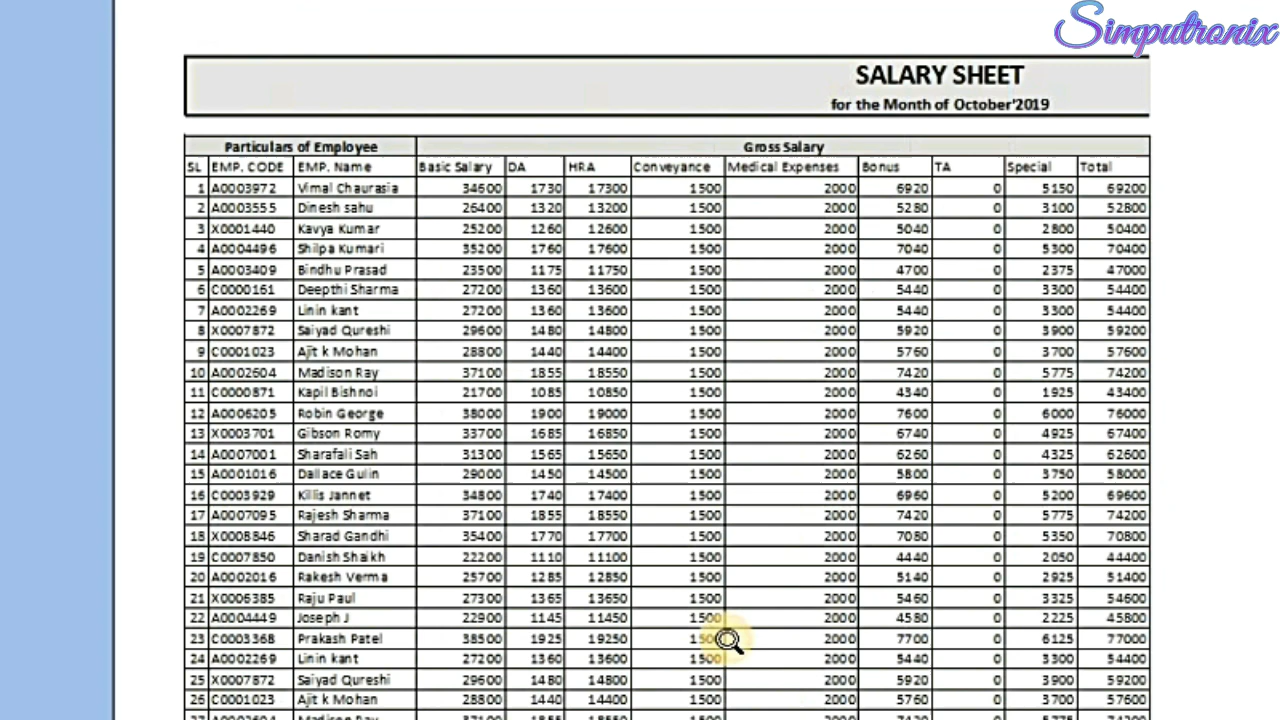 Simputronix
SALARY SHEET
for the Month of October'2019
Particulars of Employee Gross Salary
SL EMP. CODE EMP. Name Basic Salary DA HRA Conveyance Medical Expenses Bonus TA Special Total
1 A0003972 Vimal Chaurasia 34600 1730 17300 1500 2000 6920 0 5150 69200
2 A0003555 Dinesh sahu 26400 1320 13200 1500 2000 5280 0 3100 52800
3 X0001440 Kavya Kumar 25200 1260 12600 1500 2000 5040 0 2800 50400
4 A0004496 Shilpa Kumari 35200 1760 17600 1500 2000 7040 0 5300 70400
5 A0003409 Bindhu Prasad 23500 1175 11750 1500 2000 4700 0 2375 47000
6 C0000161 Deepthi Sharma 27200 1360 13600 1500 2000 5440 0 3300 54400
7 A0002269 Linin kant 27200 1360 13600 1500 2000 5440 0 3300 54400
8 X0007872 Saiyad Qureshi 29600 1480 14800 1500 2000 5920 0 3900 59200
9 C0001023 Ajit k Mohan 28800 1440 14400 1500 2000 5760 0 3700 57600
10 A0002604 Madison Ray 37100 1855 18550 1500 2000 7420 0 5775 74200
11 C0000871 Kapil Bishnoi 21700 1085 10850 1500 2000 4340 0 1925 43400
12 A0006205 Robin George 38000 1900 19000 1500 2000 7600 0 6000 76000
13 X0003701 Gibson Romy 33700 1685 16850 1500 2000 6740 0 4925 67400
14 A0007001 Sharafali Sah 31300 1565 15650 1500 2000 6260 0 4325 62600
15 A0001016 Dallace Gulin 29000 1450 14500 1500 2000 5800 0 3750 58000
16 C0003929 Killis Jannet 34800 1740 17400 1500 2000 6960 0 5200 69600
17 A0007095 Rajesh Sharma 37100 1855 18550 1500 2000 7420 0 5775 74200
18 X0008846 Sharad Gandhi 35400 1770 17700 1500 2000 7080 0 5350 70800
19 C0007850 Danish Shaikh 22200 1110 11100 1500 2000 4440 0 2050 44400
20 A0002016 Rakesh Verma 25700 1285 12850 1500 2000 5140 0 2925 51400
21 X0006385 Raju Paul 27300 1365 13650 1500 2000 5460 0 3325 54600
22 A0004449 Joseph J 22900 1145 11450 1500 2000 4580 0 2225 45800
23 C0003368 Prakash Patel 38500 1925 19250 1500 2000 7700 0 6125 77000
24 A0002269 Linin kant 27200 1360 13600 1500 2000 5440 0 3300 54400
25 X0007872 Saiyad Qureshi 29600 1480 14800 1500 2000 5920 0 3900 59200
26 C0001023 Ajit k Mohan 28800 1440 14400 1500 2000 5760 0 3700 57600